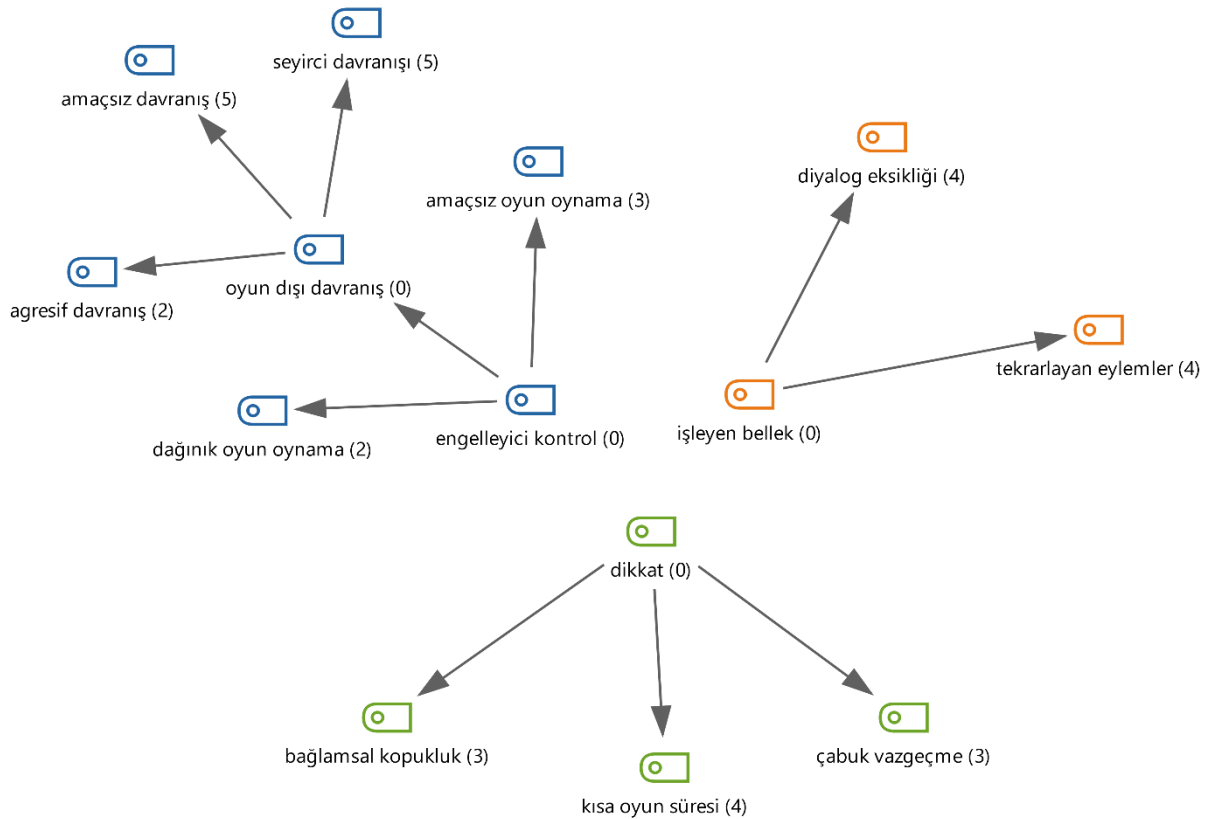 seyirci davranışı (5)
amaçsız davranış (5)
amaçsız oyun oynama (3)
diyalog eksikliği (4)
oyun dışı davranış (0)
agresif davranış (2)
tekrarlayan eylemler (4)
dağınık oyun oynama (2)
engelleyici kontrol (0)
işleyen bellek (0)
dikkat (0)
bağlamsal kopukluk (3)
çabuk vazgeçme (3)
kısa oyun süresi (4)